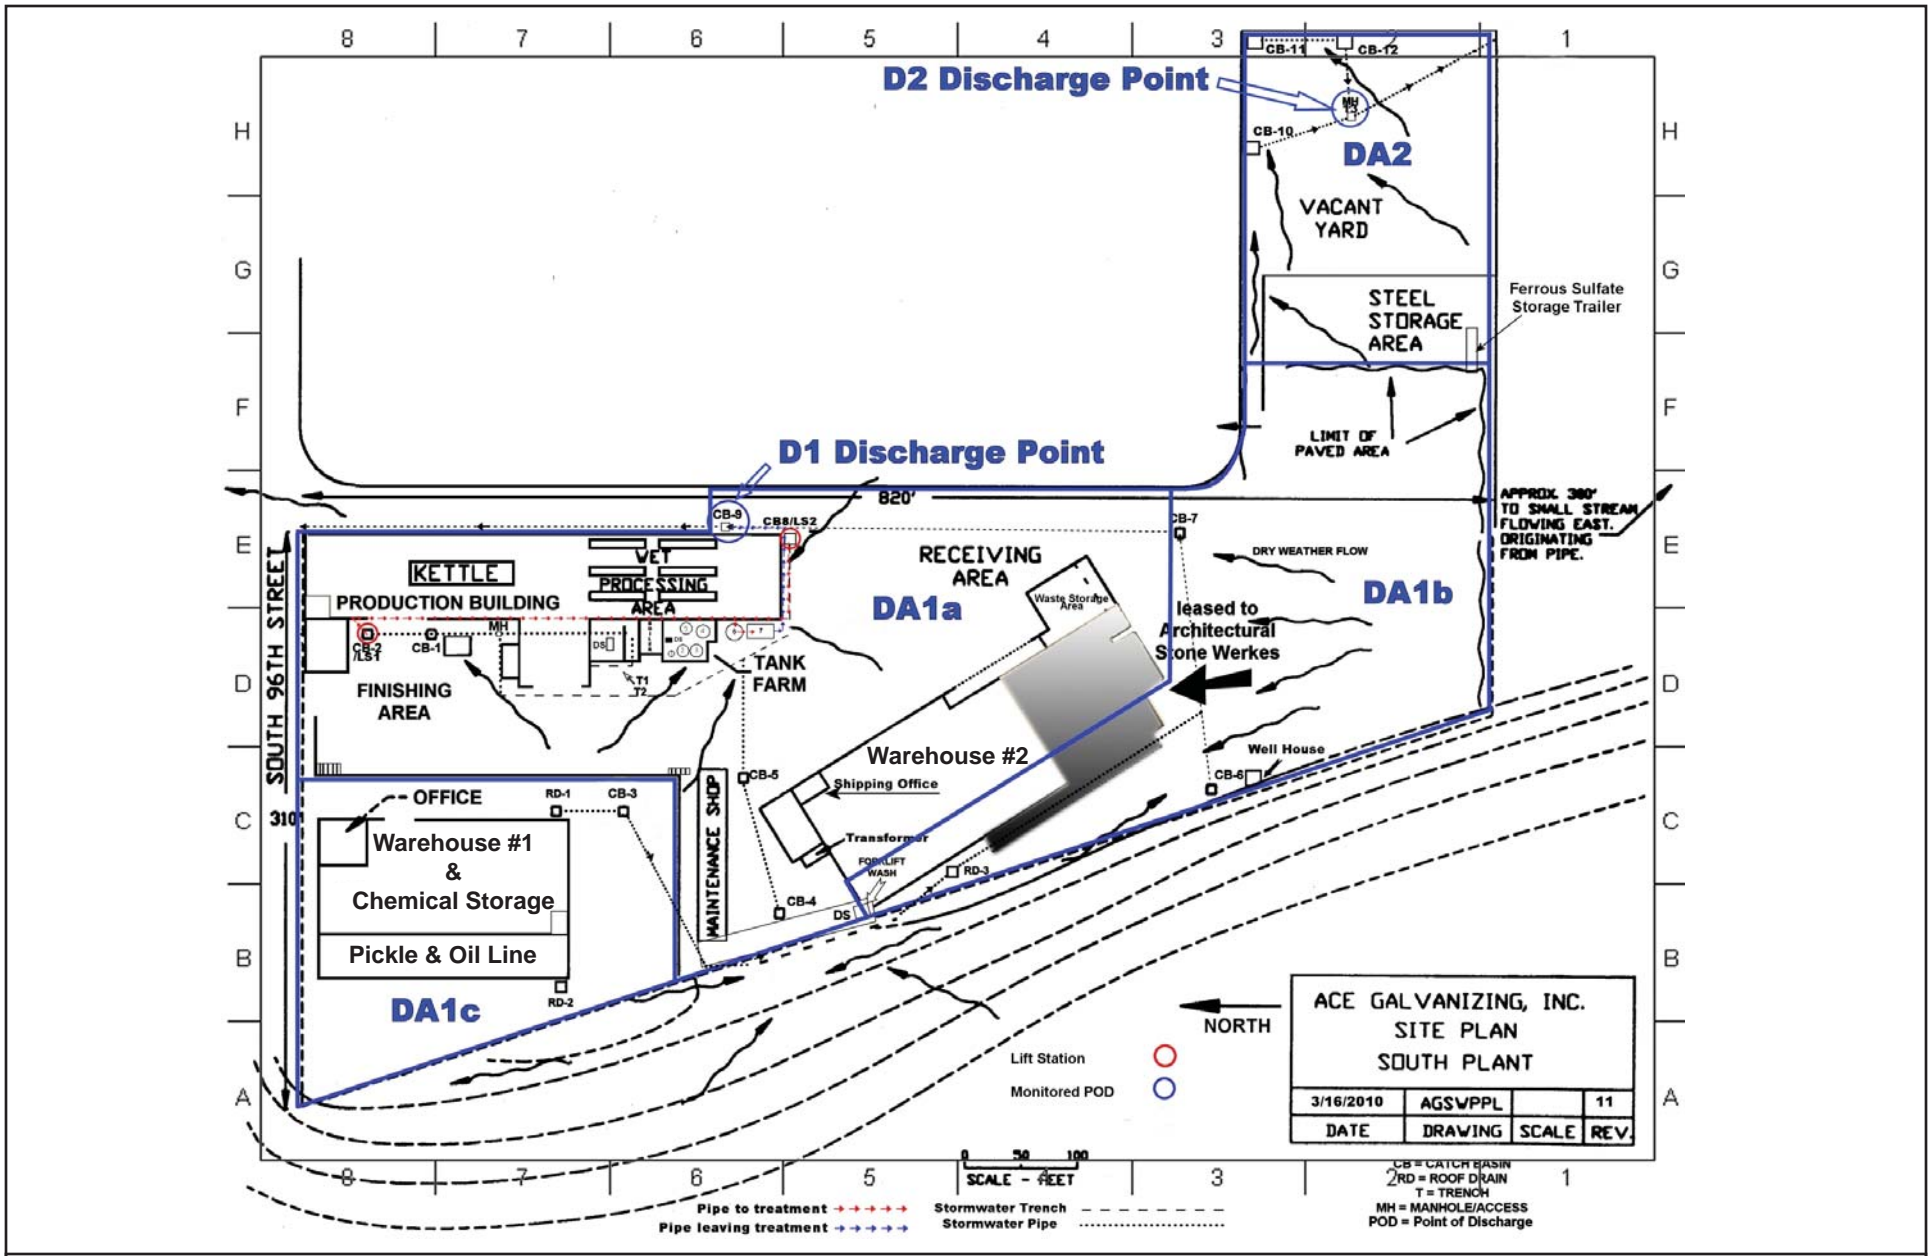 8 7 6 5 4 3 2 1
CB-11 CB-12
D2 Discharge Point
MH
H H
CB-10
DA2
VACANT
YARD
G G
Ferrous Sulfate
Storage Trailer
STEEL
STORAGE
AREA
F F
LIMIT OF
PAVED AREA
D1 Discharge Point
820'
APPROX. 300'
TO SMALL STREAM
FLOWING EAST.
ORIGINATING
FROM PIPE.
CB-9
CB8/LS2
CB-7
E E
SOUTH 96TH STREET
KETTLE
WET
PROCESSING
AREA
PRODUCTION BUILDING
RECEIVING
AREA
DRY WEATHER FLOW
DA1a
DA1b
Waste Storage
Area
leased to
Architectural
Stone Werkes
MH
CB-2
/LS1
CB-1
DS
T1
T2
TANK
FARM
D D
FINISHING
AREA
Warehouse #2
Well House
CB-6
CB-5
Shipping Office
OFFICE
RD-1 CB-3
C C
310'
MAINTENANCE SHOP
Warehouse #1
&
Chemical Storage
Transformer
FORKLIFT
WASH
RD-3
CB-4
DS
Pickle & Oil Line
B B
RD-2
DA1c
NORTH
ACE GALVANIZING, INC.
SITE PLAN
SOUTH PLANT
Lift Station
Monitored POD
A A
3/16/2010 AGSWPPL 11
DATE DRAWING SCALE REV.
0 50 100
SCALE - FEET
8 7 6 5 4 3 2 1
CB = CATCH BASIN
RD = ROOF DRAIN
T = TRENCH
MH = MANHOLE/ACCESS
POD = Point of Discharge
Pipe to treatment
Pipe leaving treatment
Stormwater Trench
Stormwater Pipe